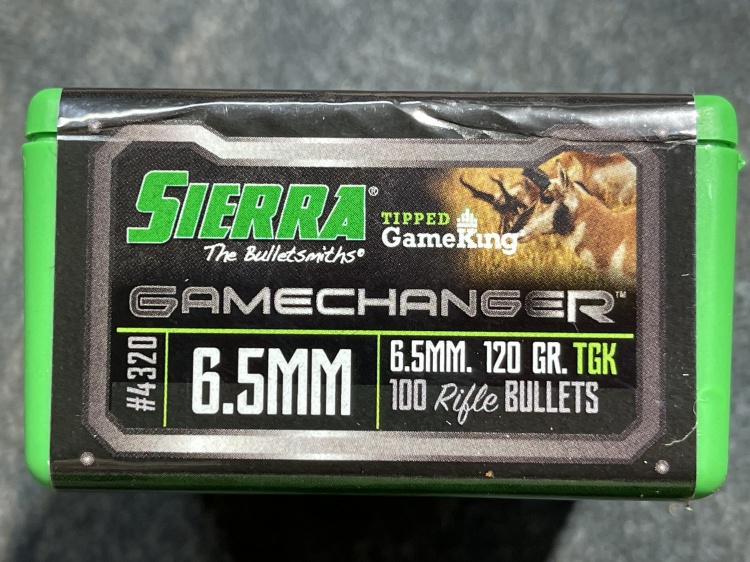 SIERRA®
The Bulletsmiths®
TIPPED
GameKing
GAMECHANGER™
#4320
6.5MM
6.5MM. 120 GR. TGK
100 Rifle BULLETS